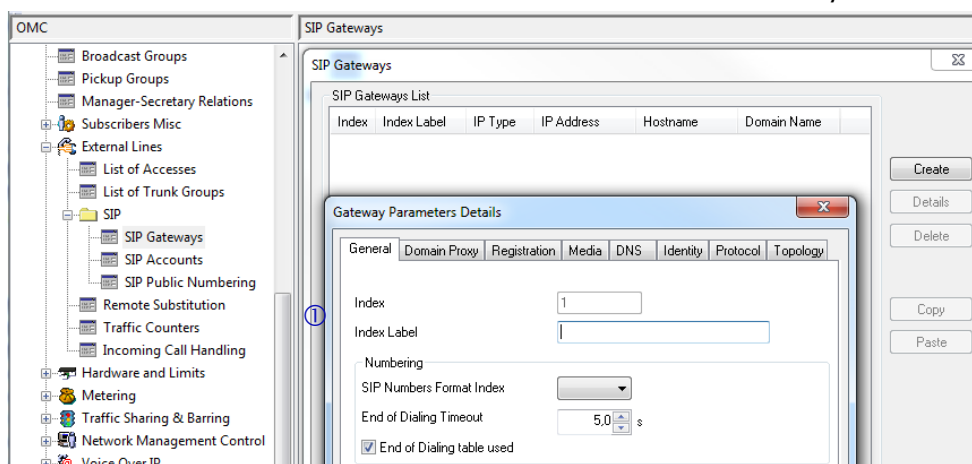 OMC
SIP Gateways
Broadcast Groups
Pickup Groups
Manager-Secretary Relations
Subscribers Misc
External Lines
List of Accesses
List of Trunk Groups
SIP
SIP Gateways
SIP Accounts
SIP Public Numbering
Remote Substitution
Traffic Counters
Incoming Call Handling
Hardware and Limits
Metering
Traffic Sharing & Barring
Network Management Control
Voice Over IP
SIP Gateways
SIP Gateways List
Index Index Label IP Type IP Address Hostname Domain Name
Create
Details
Delete
Copy
Paste
Gateway Parameters Details
General Domain Proxy Registration Media DNS Identity Protocol Topology
①
Index 1
Index Label
Numbering
SIP Numbers Format Index
End of Dialing Timeout 5,0 s
End of Dialing table used